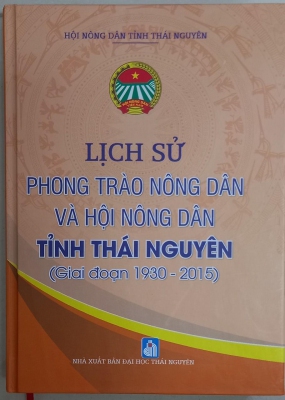 HỘI NÔNG DÂN TỈNH THÁI NGUYÊN
LỊCH SỬ
PHONG TRÀO NÔNG DÂN
VÀ HỘI NÔNG DÂN
TỈNH THÁI NGUYÊN
(Giai đoạn 1930 - 2015)
NHÀ XUẤT BẢN ĐẠI HỌC THÁI NGUYÊN